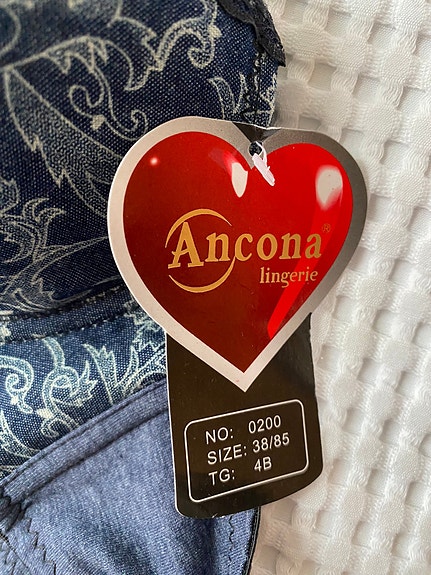 Ancona®
lingerie
NO: 0200
SIZE: 38/85
TG: 4B